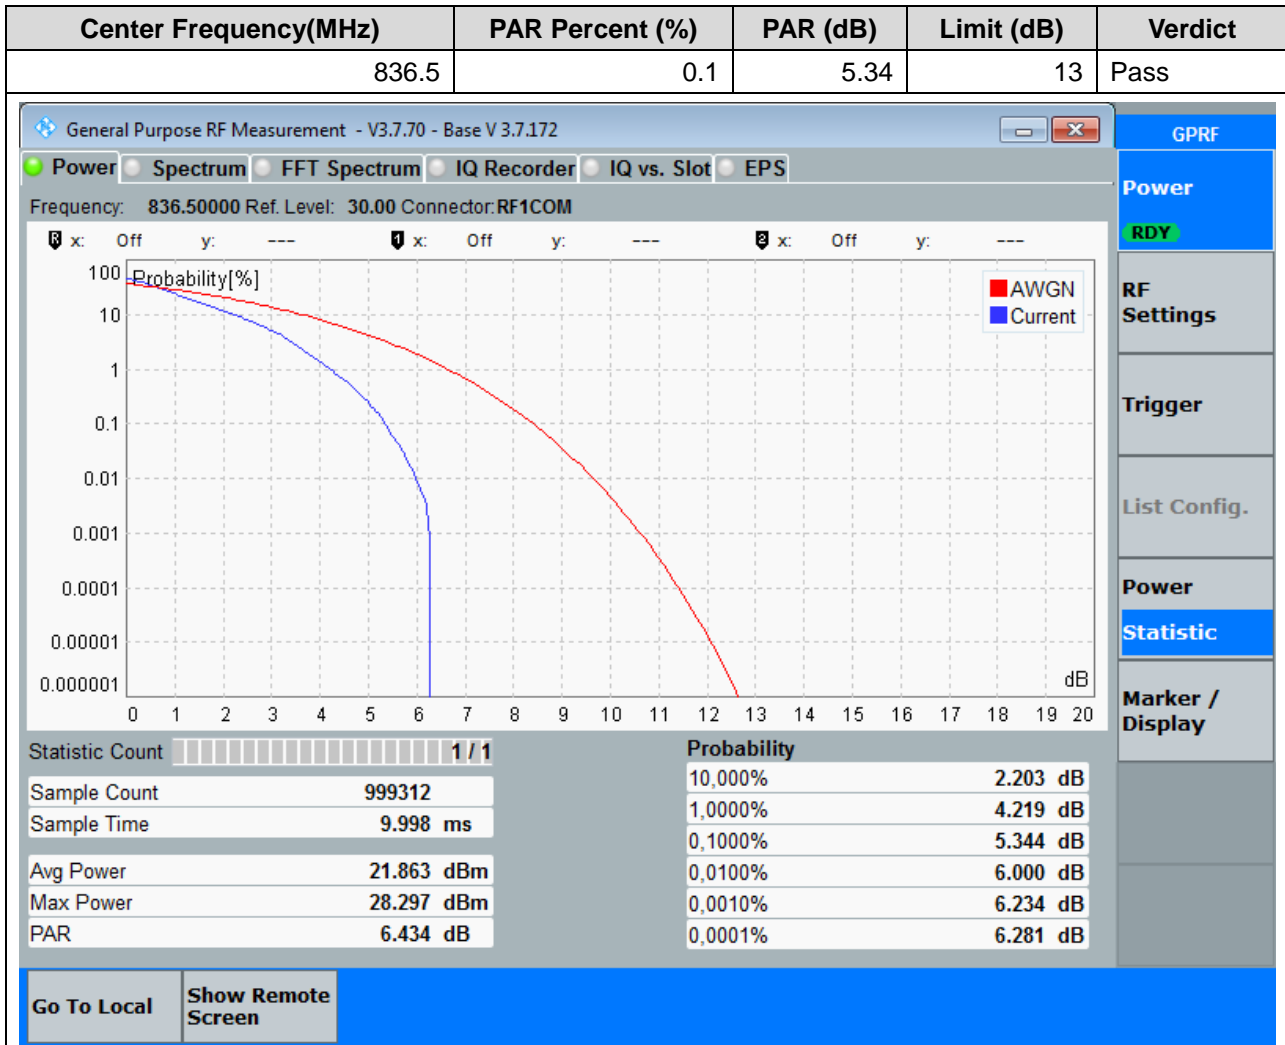 Center Frequency(MHz) PAR Percent (%) PAR (dB) Limit (dB) Verdict
836.5 0.1 5.34 13 Pass
General Purpose RF Measurement - V3.7.70 - Base V 3.7.172
GPRF
Power Spectrum FFT Spectrum IQ Recorder IQ vs. Slot EPS
Power
RDY
Frequency: 836.50000 Ref. Level: 30.00 Connector: RF1COM
R x: Off y: --- 1 x: Off y: --- 2 x: Off y: ---
Probability[%]
AWGN
Current
100
10
1
0.1
0.01
0.001
0.0001
0.00001
0.000001
dB
0 1 2 3 4 5 6 7 8 9 10 11 12 13 14 15 16 17 18 19 20
RF
Settings
Trigger
List Config.
Power
Statistic
Marker /
Display
Statistic Count 1 / 1
Sample Count 999312
Sample Time 9.998 ms
Avg Power 21.863 dBm
Max Power 28.297 dBm
PAR 6.434 dB
Probability
10,000% 2.203 dB
1,0000% 4.219 dB
0,1000% 5.344 dB
0,0100% 6.000 dB
0,0010% 6.234 dB
0,0001% 6.281 dB
Go To Local
Show Remote
Screen